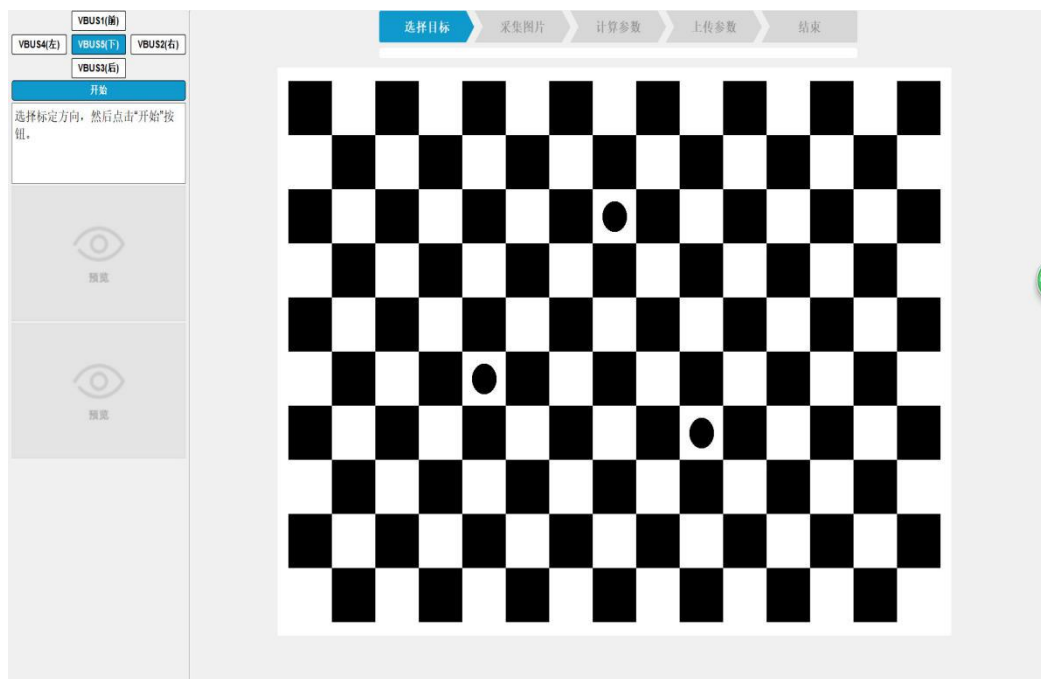 VBUS1(前)
VBUS4(左) VBUS5(下) VBUS2(右)
VBUS3(后)
开始
选择标定方向，然后点击“开始”按
钮。
预览
预览
选择目标 采集图片 计算参数 上传参数 结束